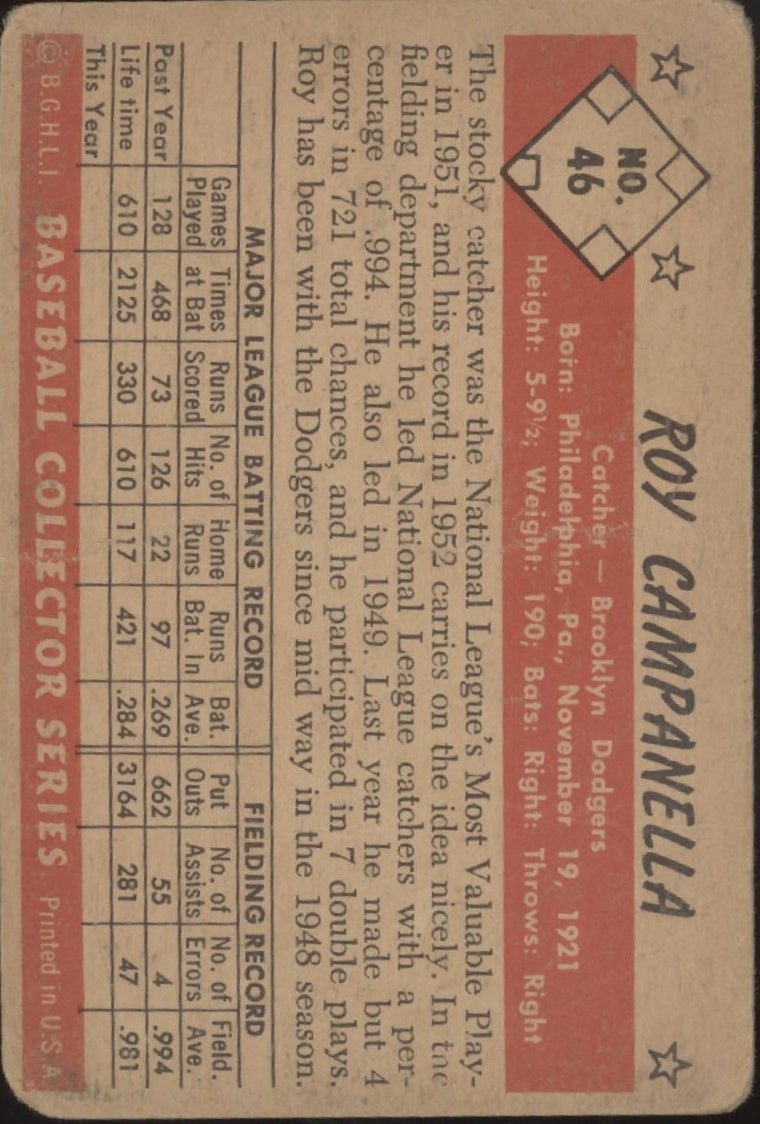 NO. 46
ROY CAMPANELLA
Catcher — Brooklyn Dodgers
Born: Philadelphia, Pa., November 19, 1921
Height: 5-9½; Weight: 190; Bats: Right: Throws: Right
The stocky catcher was the National League's Most Valuable Play-
er in 1951, and his record in 1952 carries on the idea nicely. In the
fielding department he led National League catchers with a per-
centage of .994. He also led in 1949. Last year he made but 4
errors in 721 total chances, and he participated in 7 double plays.
Roy has been with the Dodgers since mid way in the 1948 season.
MAJOR LEAGUE BATTING RECORD FIELDING RECORD
Games Played Times at Bat Runs Scored No. of Hits Home Runs Runs Bat. In Bat. Ave. Put Outs No. of Assists No. of Errors Field. Ave.
Past Year 128 468 73 126 22 97 .269 662 55 4 .994
Life time 610 2125 330 610 117 421 .284 3164 281 47 .981
This Year
© B.G.H.L.I. BASEBALL COLLECTOR SERIES Printed in U.S.A.